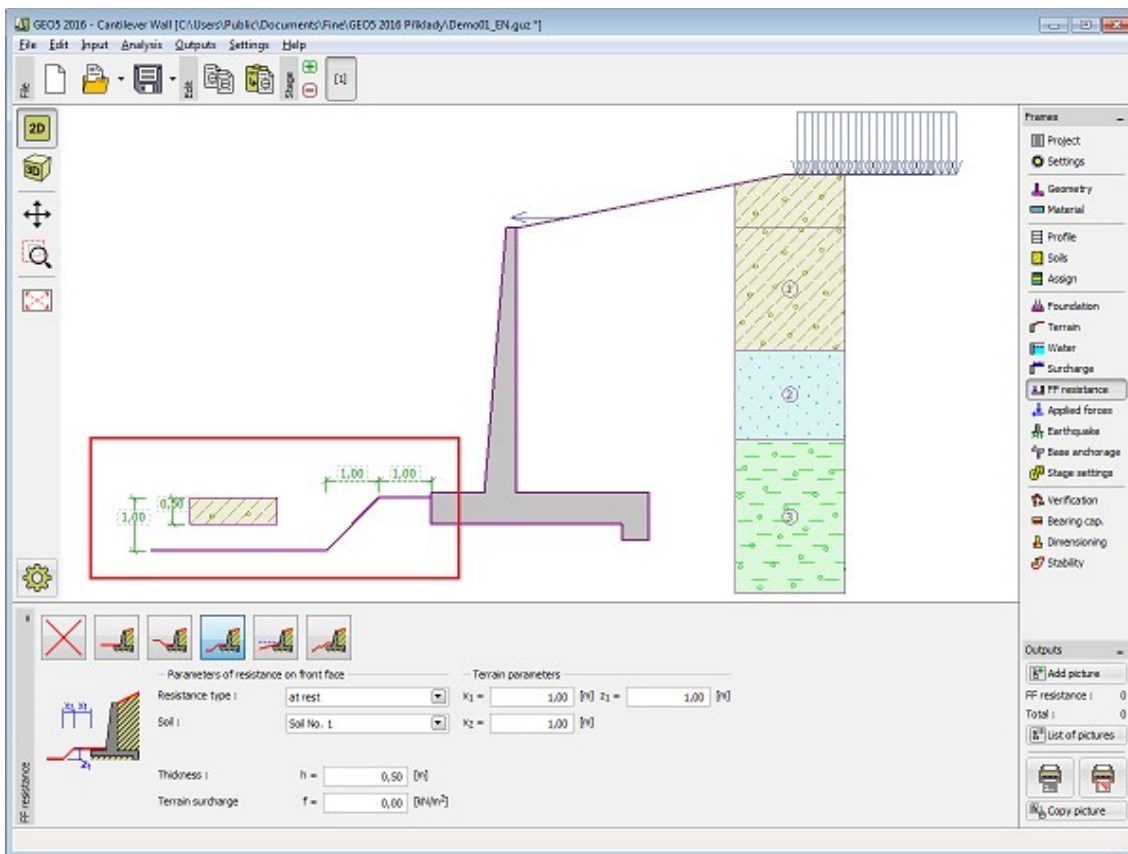 GEO5 2016 - Cantilever Wall [C:\Users\Public\Documents\Fine\GEO5 2016 Příklady\Demo01_EN.guz *]
File Edit Input Analysis Outputs Settings Help
File Edit Stage [1]
2D
3D
Frames
Project
Settings
Geometry
Material
Profile
Soils
Assign
Foundation
Terrain
Water
Surcharge
FF resistance
Applied forces
Earthquake
Base anchorage
Stage settings
Verification
Bearing cap.
Dimensioning
Stability
1
2
3
1,00 1,00
0,50
1,00
FF resistance
Parameters of resistance on front face
Resistance type : at rest
Soil : Soil No. 1
Thickness : h = 0,50 [m]
Terrain surcharge f = 0,00 [kN/m²]
Terrain parameters
x₁ = 1,00 [m] z₁ = 1,00 [m]
x₂ = 1,00 [m]
Outputs
Add picture
FF resistance : 0
Total : 0
List of pictures
Copy picture